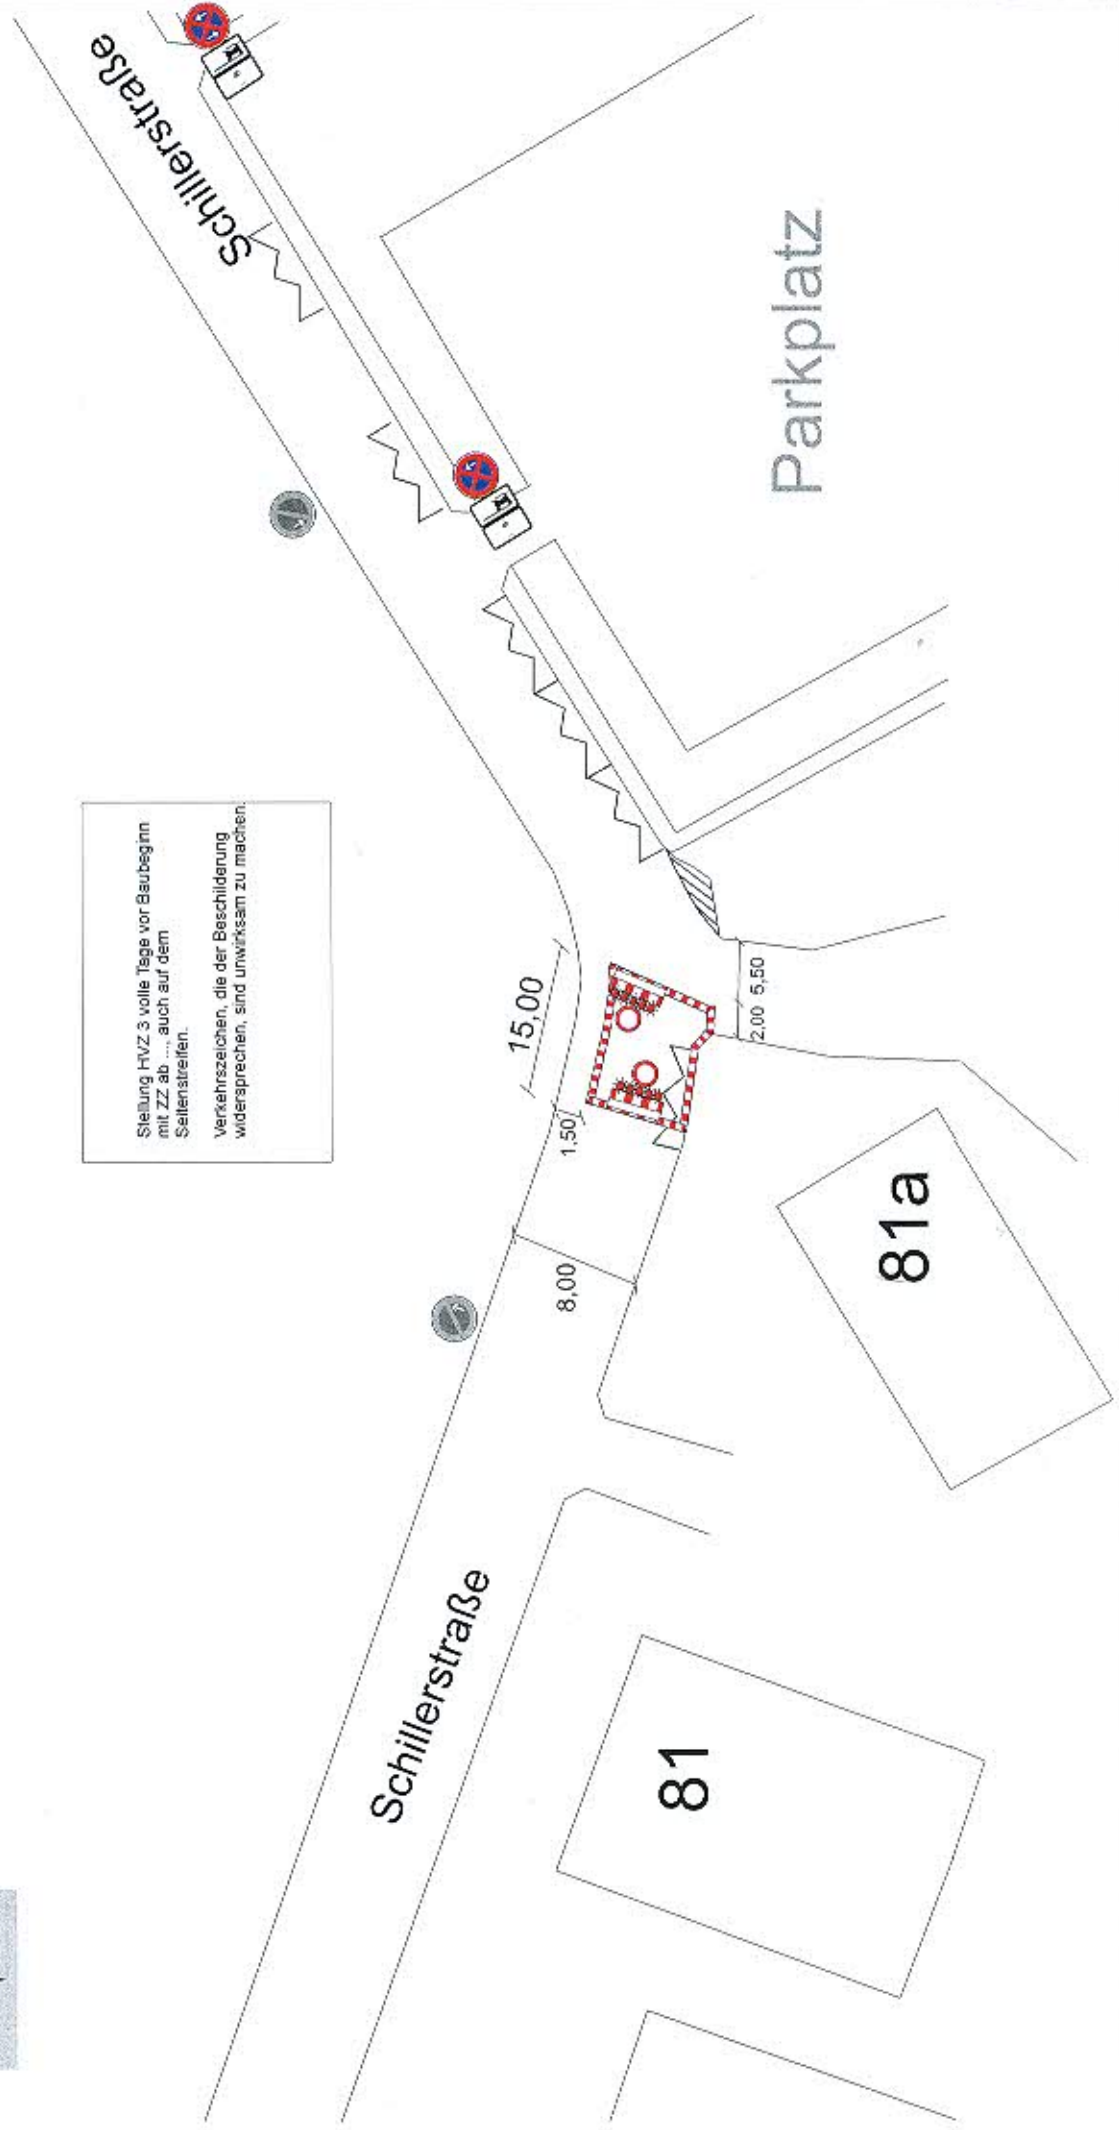 Stellung HVZ 3 volle Tage vor Baubeginn
mit ZZ ab ..., auch auf dem
Seitenstreifen.
Verkehrszeichen, die der Beschilderung
widersprechen, sind unwirksam zu machen.
Schillerstraße
Schillerstraße
15,00
1,50
8,00
2,00
5,50
81
81a
Parkplatz